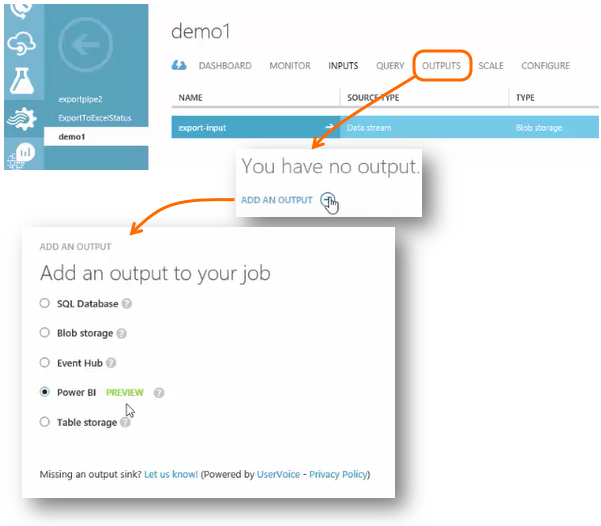 demo1
DASHBOARD MONITOR INPUTS QUERY OUTPUTS SCALE CONFIGURE
NAME SOURCE TYPE TYPE
export-input Data stream Blob storage
exportpipe2
ExportToExcelStatus
demo1
You have no output.
ADD AN OUTPUT
ADD AN OUTPUT
Add an output to your job
SQL Database ?
Blob storage ?
Event Hub ?
Power BI PREVIEW ?
Table storage ?
Missing an output sink? Let us know! (Powered by UserVoice - Privacy Policy)